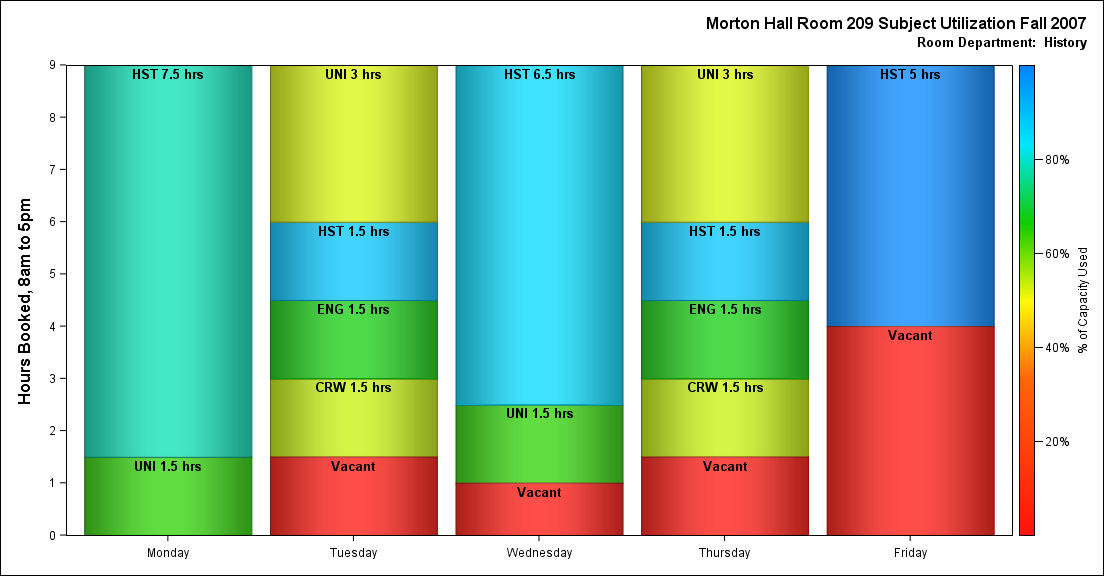 Morton Hall Room 209 Subject Utilization Fall 2007
Room Department:  History
Hours Booked, 8am to 5pm
9
8
7
6
5
4
3
2
1
0
HST 7.5 hrs
UNI 1.5 hrs
UNI 3 hrs
HST 1.5 hrs
ENG 1.5 hrs
CRW 1.5 hrs
Vacant
HST 6.5 hrs
UNI 1.5 hrs
Vacant
UNI 3 hrs
HST 1.5 hrs
ENG 1.5 hrs
CRW 1.5 hrs
Vacant
HST 5 hrs
Vacant
Monday
Tuesday
Wednesday
Thursday
Friday
80%
60%
40%
20%
% of Capacity Used